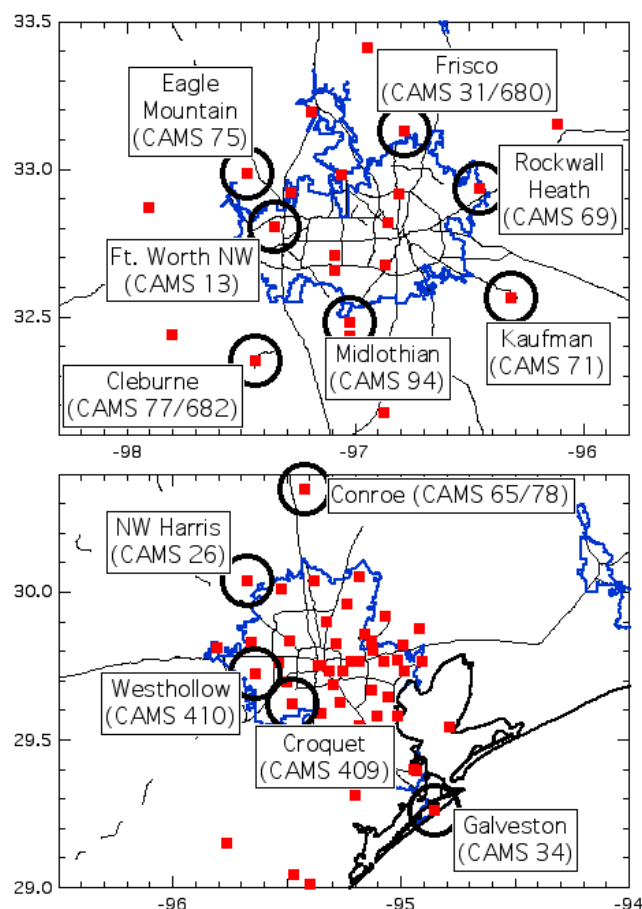 33.5
33.0
32.5
-98
-97
-96
Eagle
Mountain
(CAMS 75)
Frisco
(CAMS 31/680)
Rockwall
Heath
(CAMS 69)
Ft. Worth NW
(CAMS 13)
Kaufman
(CAMS 71)
Midlothian
(CAMS 94)
Cleburne
(CAMS 77/682)
30.0
29.5
29.0
-96
-95
-94
Conroe (CAMS 65/78)
NW Harris
(CAMS 26)
Westhollow
(CAMS 410)
Croquet
(CAMS 409)
Galveston
(CAMS 34)